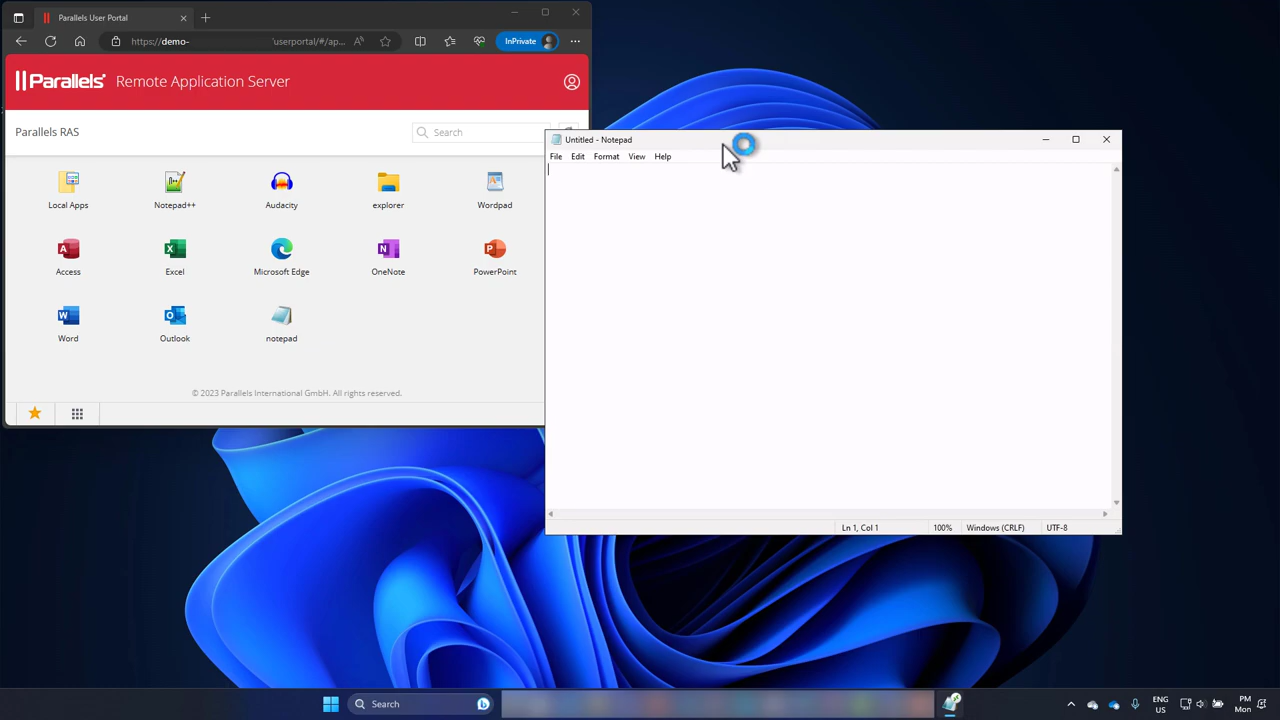 Parallels User Portal
https://demo-
'userportal/#/ap...
InPrivate
Parallels
Remote Application Server
Parallels RAS
Search
Local Apps
Notepad++
Audacity
explorer
Wordpad
Access
Excel
Microsoft Edge
OneNote
PowerPoint
Word
Outlook
notepad
© 2023 Parallels International GmbH. All rights reserved.
Untitled - Notepad
File Edit Format View Help
Ln 1, Col 1 100% Windows (CRLF) UTF-8
Search
ENG
US
PM
Mon